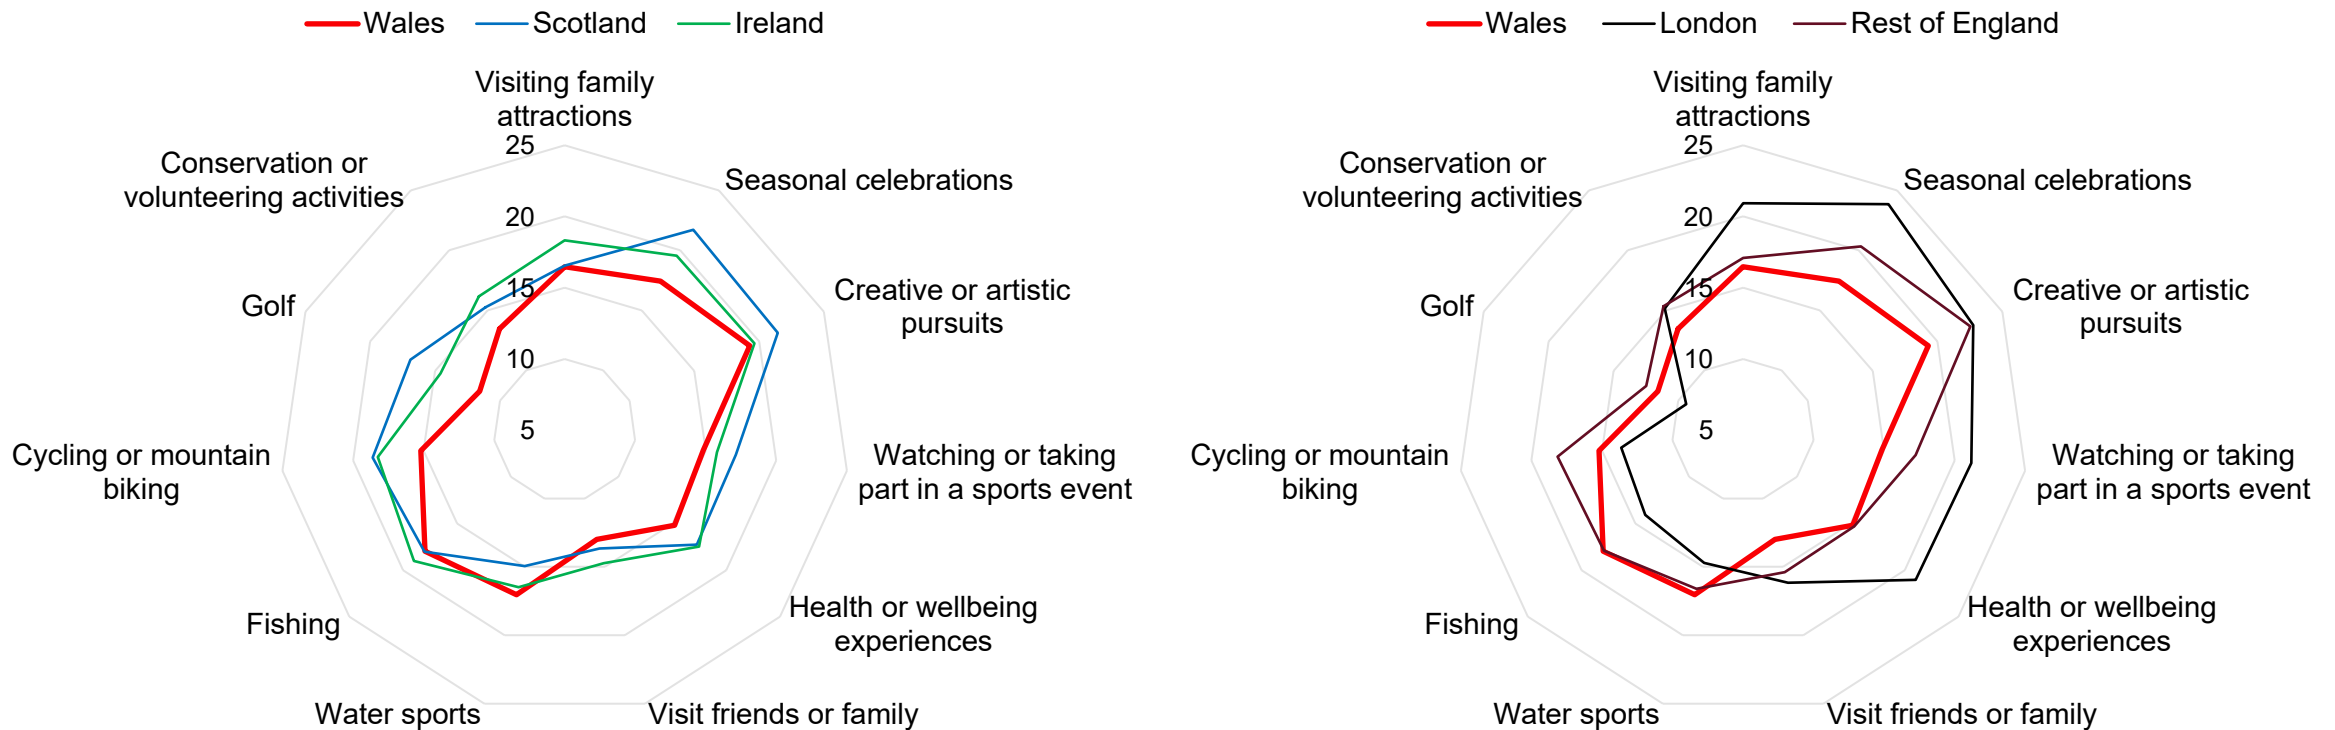 Wales
Scotland
Ireland
Visiting family
attractions
Seasonal celebrations
Creative or artistic
pursuits
Watching or taking
part in a sports event
Health or wellbeing
experiences
Visit friends or family
Water sports
Fishing
Cycling or mountain
biking
Golf
Conservation or
volunteering activities
25
20
15
10
5
Wales
London
Rest of England
Visiting family
attractions
Seasonal celebrations
Creative or artistic
pursuits
Watching or taking
part in a sports event
Health or wellbeing
experiences
Visit friends or family
Water sports
Fishing
Cycling or mountain
biking
Golf
Conservation or
volunteering activities
25
20
15
10
5